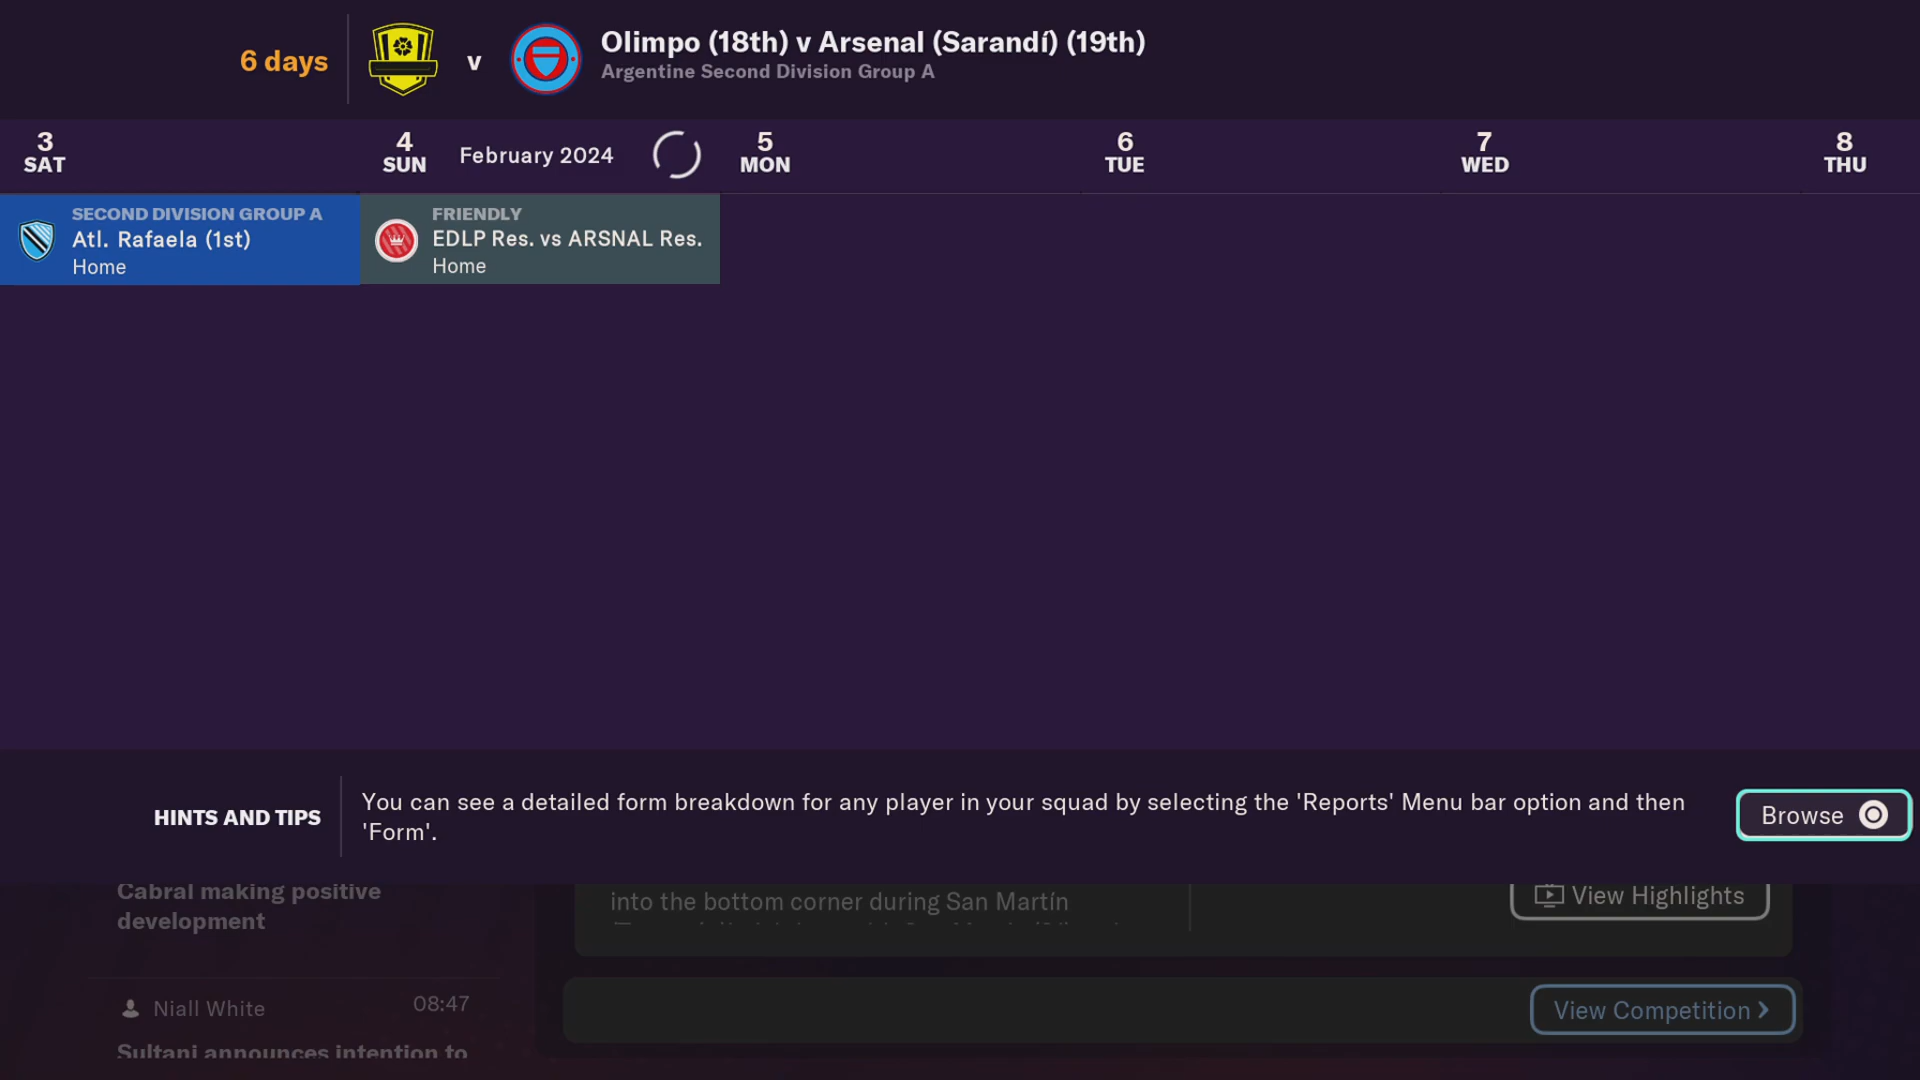 6 days
v
Olimpo (18th) v Arsenal (Sarandí) (19th)
Argentine Second Division Group A
3
SAT
4
SUN
February 2024
5
MON
6
TUE
7
WED
8
THU
SECOND DIVISION GROUP A
Atl. Rafaela (1st)
Home
FRIENDLY
EDLP Res. vs ARSNAL Res.
Home
HINTS AND TIPS
You can see a detailed form breakdown for any player in your squad by selecting the 'Reports' Menu bar option and then
'Form'.
Browse
Cabral making positive
development
into the bottom corner during San Martín
View Highlights
Niall White
08:47
Sultani announces intention to
View Competition